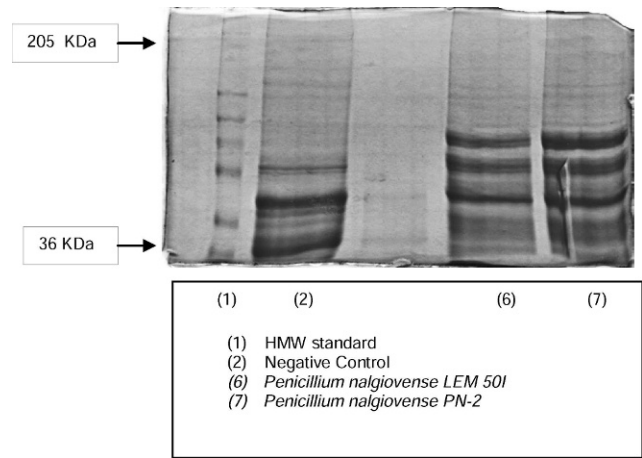 205 KDa
36 KDa
(1) (2) (6) (7)
(1) HMW standard
(2) Negative Control
(6) Penicillium nalgiovense LEM 50I
(7) Penicillium nalgiovense PN-2